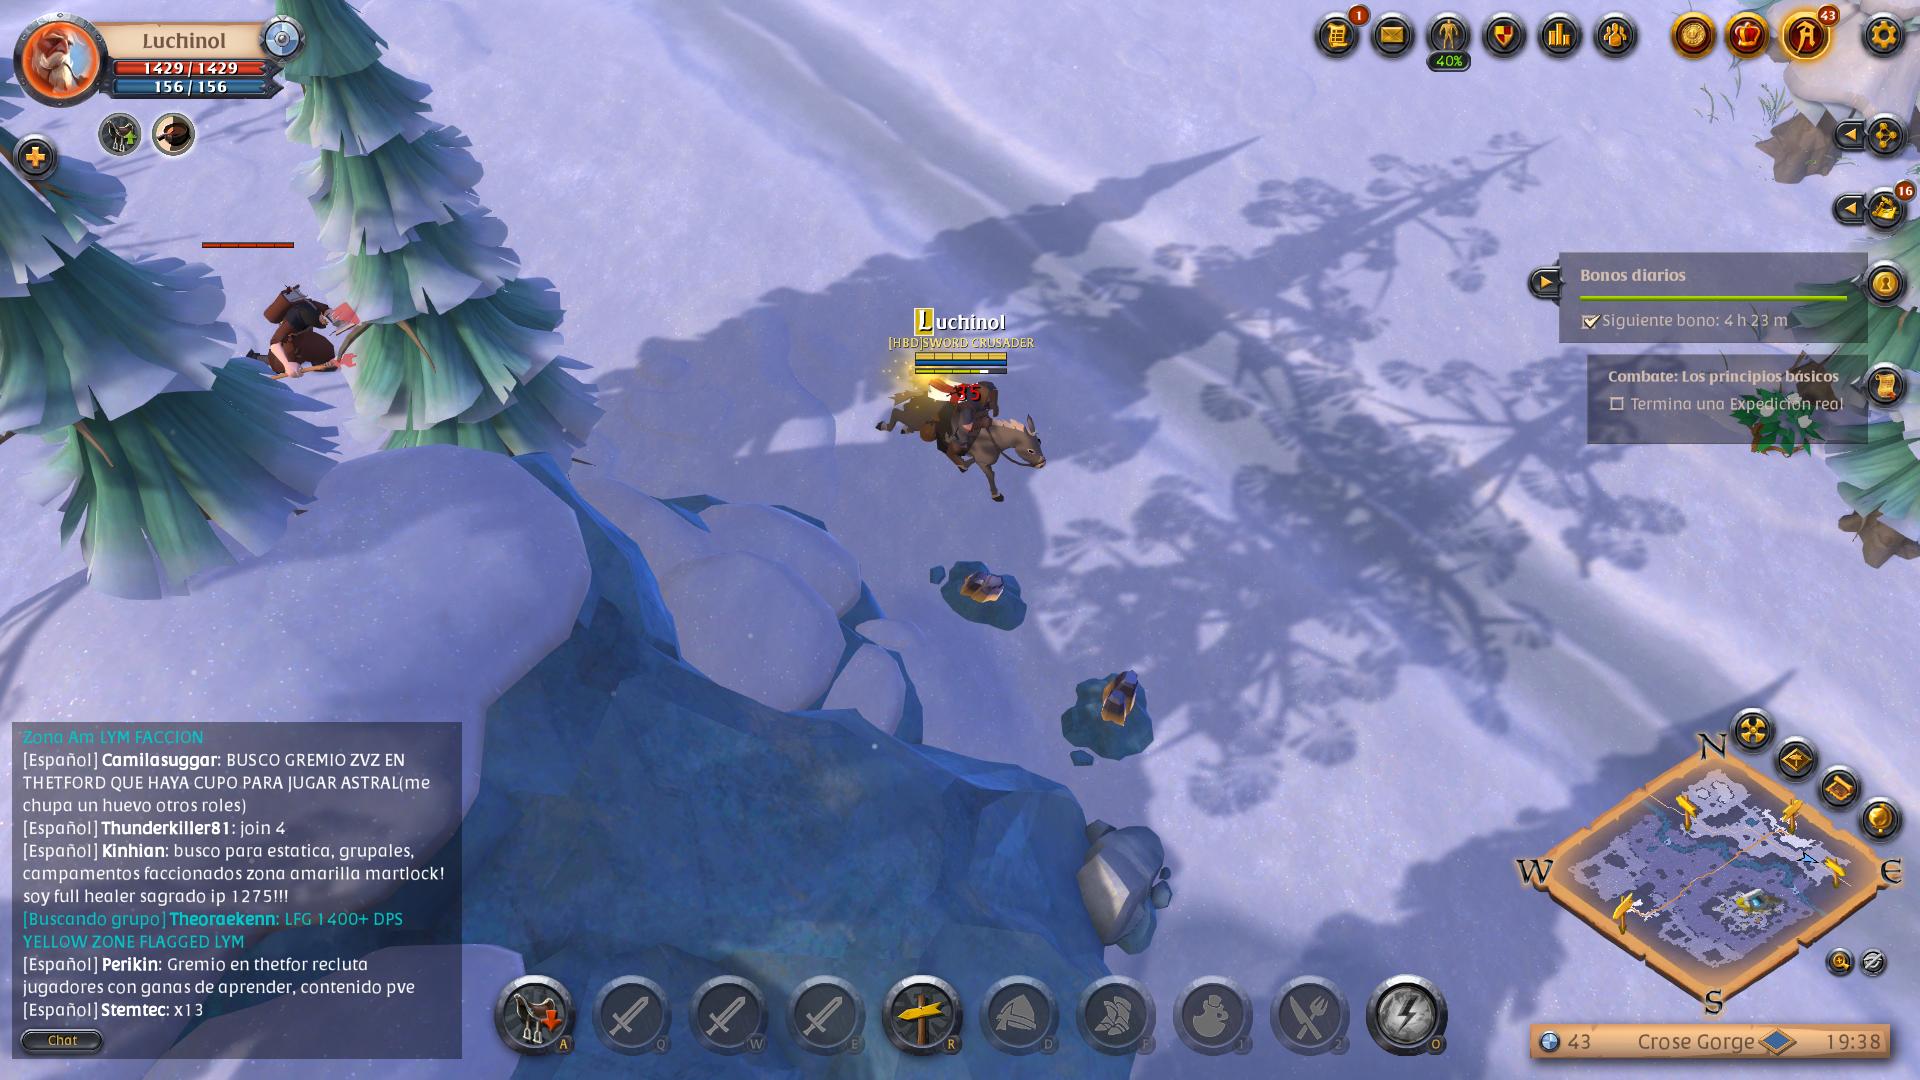 Luchinol
1429 / 1429
156 / 156
1
40%
43
16
Bonos diarios
Siguiente bono: 4 h 23 m
Combate: Los principios básicos
Termina una Expedición real
Luchinol
[HBD]SWORD CRUSADER
35
Zona Am LYM FACCION
[Español] Camilasuggar: BUSCO GREMIO ZVZ EN
THETFORD QUE HAYA CUPO PARA JUGAR ASTRAL(me
chupa un huevo otros roles)
[Español] Thunderkiller81: join 4
[Español] Kinhian: busco para estatica, grupales,
campamentos faccionados zona amarilla martlock!
soy full healer sagrado ip 1275!!!
[Buscando grupo] Theoraekenn: LFG 1400+ DPS
YELLOW ZONE FLAGGED LYM
[Español] Perikin: Gremio en thetfor recluta
jugadores con ganas de aprender, contenido pve
[Español] Stemtec: x13
Chat
A
Q
W
E
R
D
F
1
2
O
N
W
E
S
43 Crose Gorge 19:38